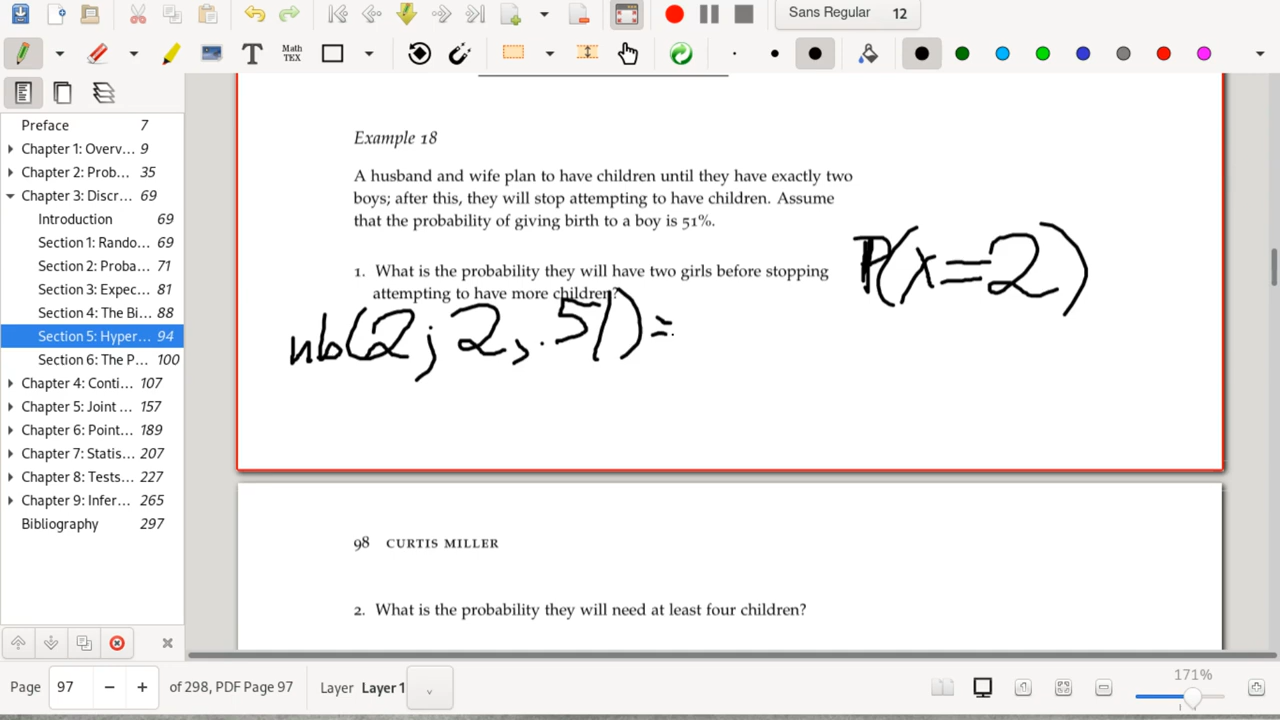 Sans Regular 12
Math
TEX
Preface 7
Chapter 1: Overv... 9
Chapter 2: Prob... 35
Chapter 3: Discr... 69
Introduction 69
Section 1: Rando... 69
Section 2: Proba... 71
Section 3: Expec... 81
Section 4: The Bi... 88
Section 5: Hyper... 94
Section 6: The P... 100
Chapter 4: Conti... 107
Chapter 5: Joint ... 157
Chapter 6: Point... 189
Chapter 7: Statis... 207
Chapter 8: Tests... 227
Chapter 9: Infer... 265
Bibliography 297
Example 18
A husband and wife plan to have children until they have exactly two
boys; after this, they will stop attempting to have children. Assume
that the probability of giving birth to a boy is 51%.
P(x=2)
1. What is the probability they will have two girls before stopping
attempting to have more children?
nb(2; 2, .51) =
98 CURTIS MILLER
2. What is the probability they will need at least four children?
Page 97 of 298, PDF Page 97 Layer Layer 1
171%